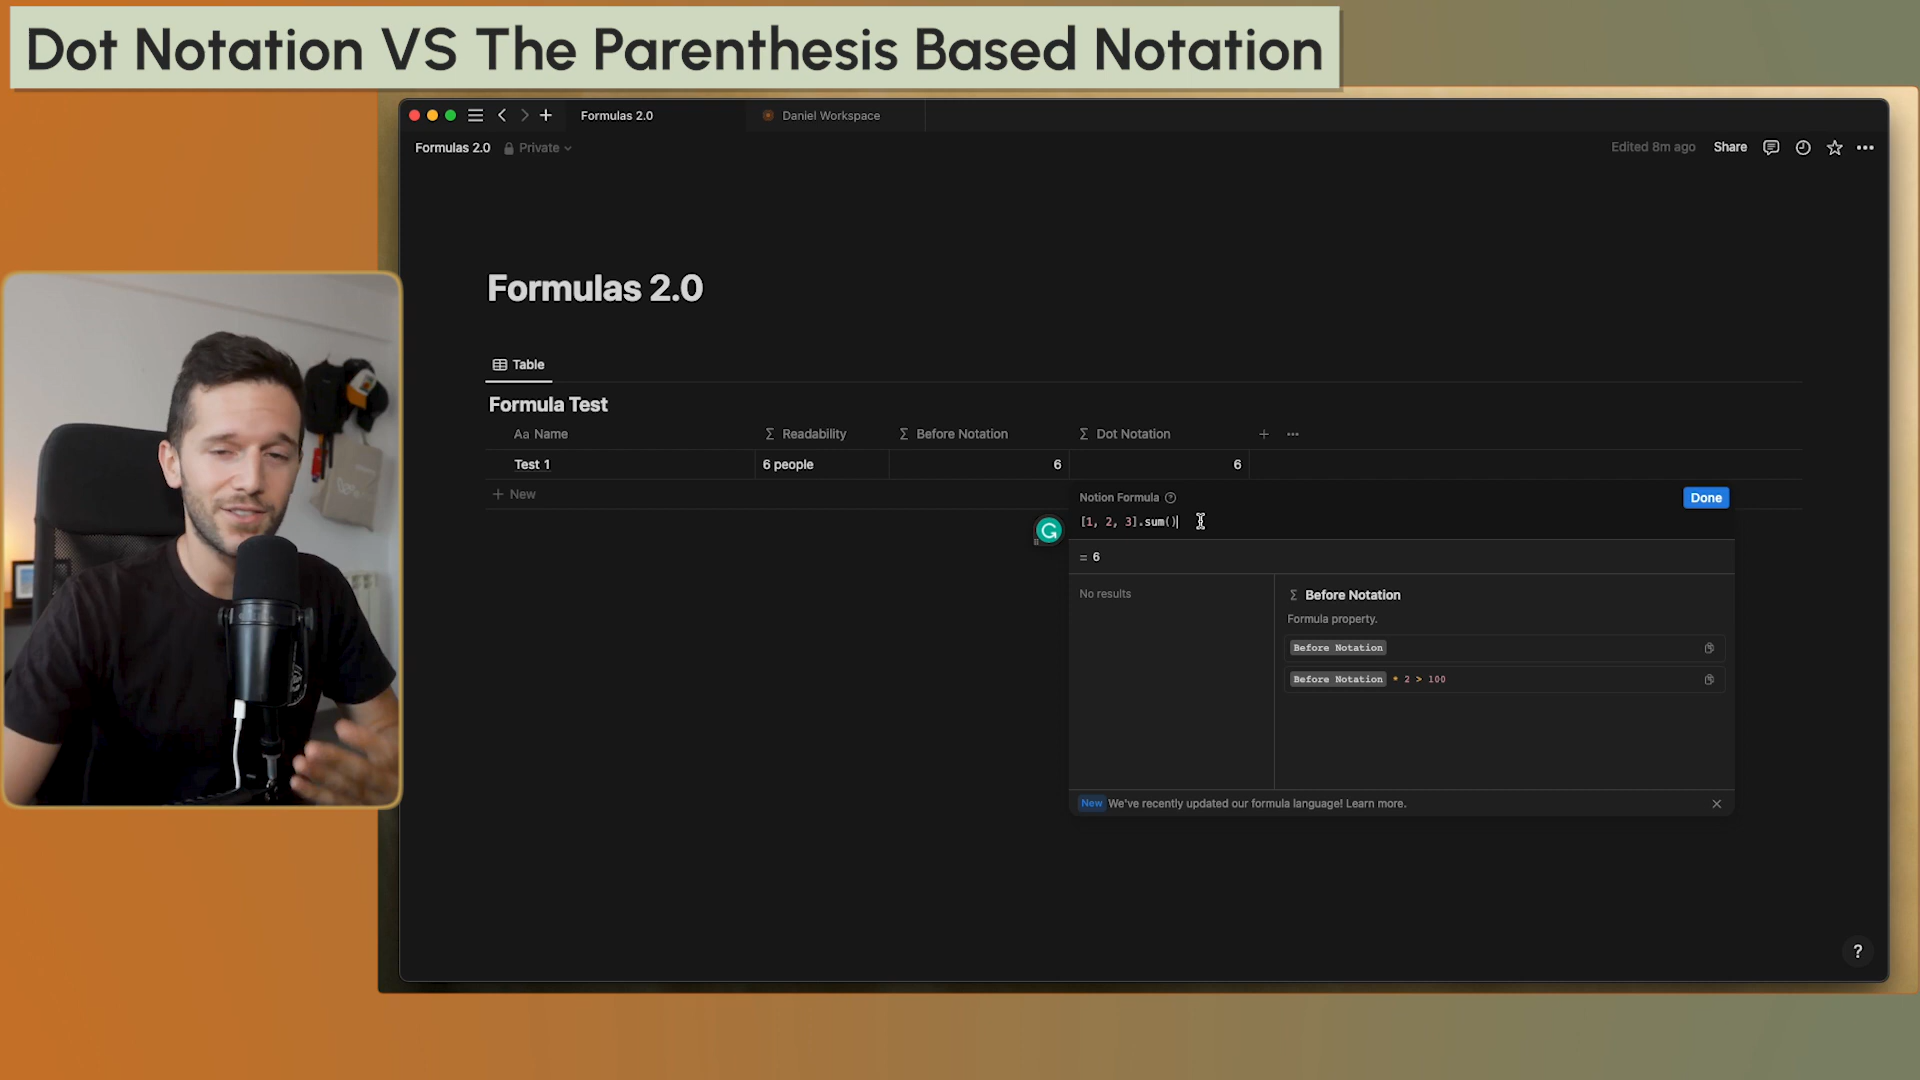 Dot Notation VS The Parenthesis Based Notation
Formulas 2.0
Daniel Workspace
Formulas 2.0 Private
Edited 8m ago Share
Formulas 2.0
Table
Formula Test
Aa Name Σ Readability Σ Before Notation Σ Dot Notation + •••
Test 1 6 people 6 6
+ New
Notion Formula ? Done
[1, 2, 3].sum()
= 6
No results
Σ Before Notation
Formula property.
Before Notation
Before Notation * 2 > 100
New We've recently updated our formula language! Learn more.
?